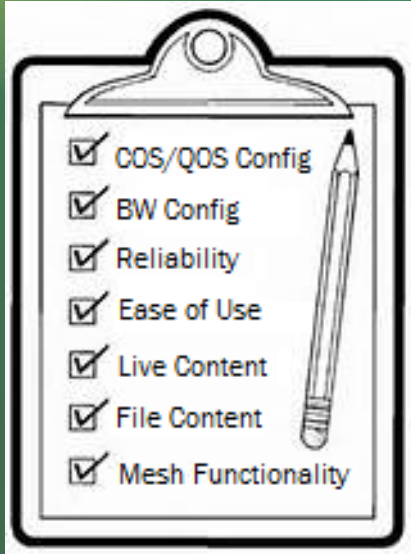 COS/QOS Config
BW Config
Reliability
Ease of Use
Live Content
File Content
Mesh Functionality